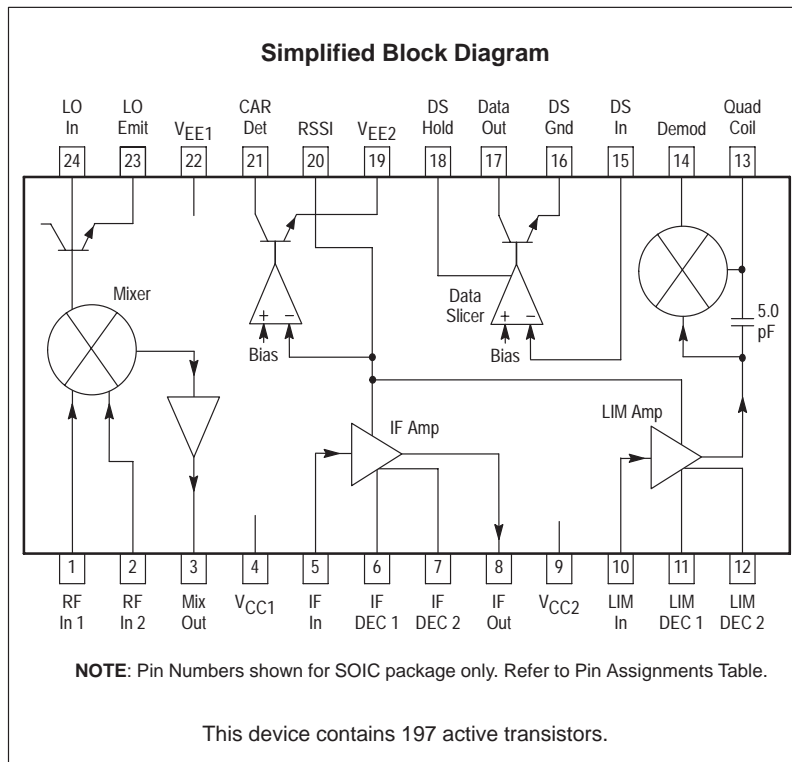 Simplified Block Diagram
LO
In
LO
Emit
VEE1
CAR
Det
RSSI
VEE2
DS
Hold
Data
Out
DS
Gnd
DS
In
Demod
Quad
Coil
24
23
22
21
20
19
18
17
16
15
14
13
Mixer
+ –
Bias
Data
Slicer
+ –
Bias
5.0
pF
IF Amp
LIM Amp
1
2
3
4
5
6
7
8
9
10
11
12
RF
In 1
RF
In 2
Mix
Out
VCC1
IF
In
IF
DEC 1
IF
DEC 2
IF
Out
VCC2
LIM
In
LIM
DEC 1
LIM
DEC 2
NOTE: Pin Numbers shown for SOIC package only. Refer to Pin Assignments Table.
This device contains 197 active transistors.